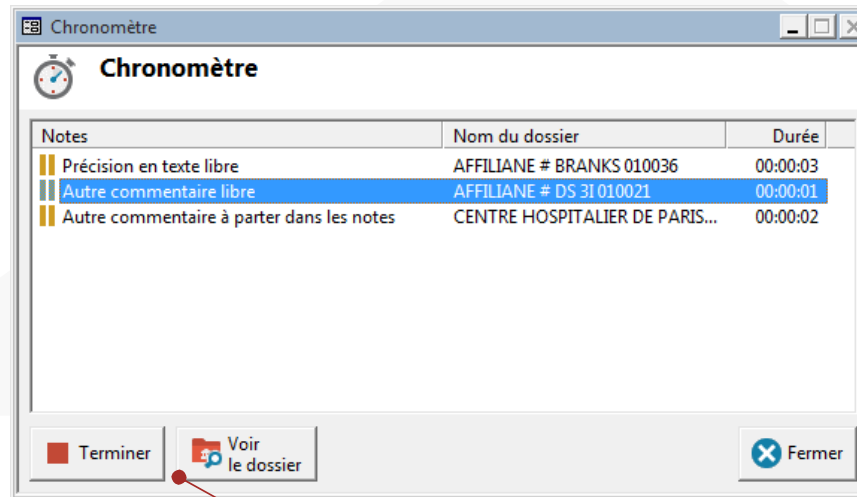 Chronomètre
Chronomètre
Notes Nom du dossier Durée
Précision en texte libre AFFILIANE # BRANKS 010036 00:00:03
Autre commentaire libre AFFILIANE # DS 3I 010021 00:00:01
Autre commentaire à parter dans les notes CENTRE HOSPITALIER DE PARIS... 00:00:02
Terminer
Voir
le dossier
Fermer